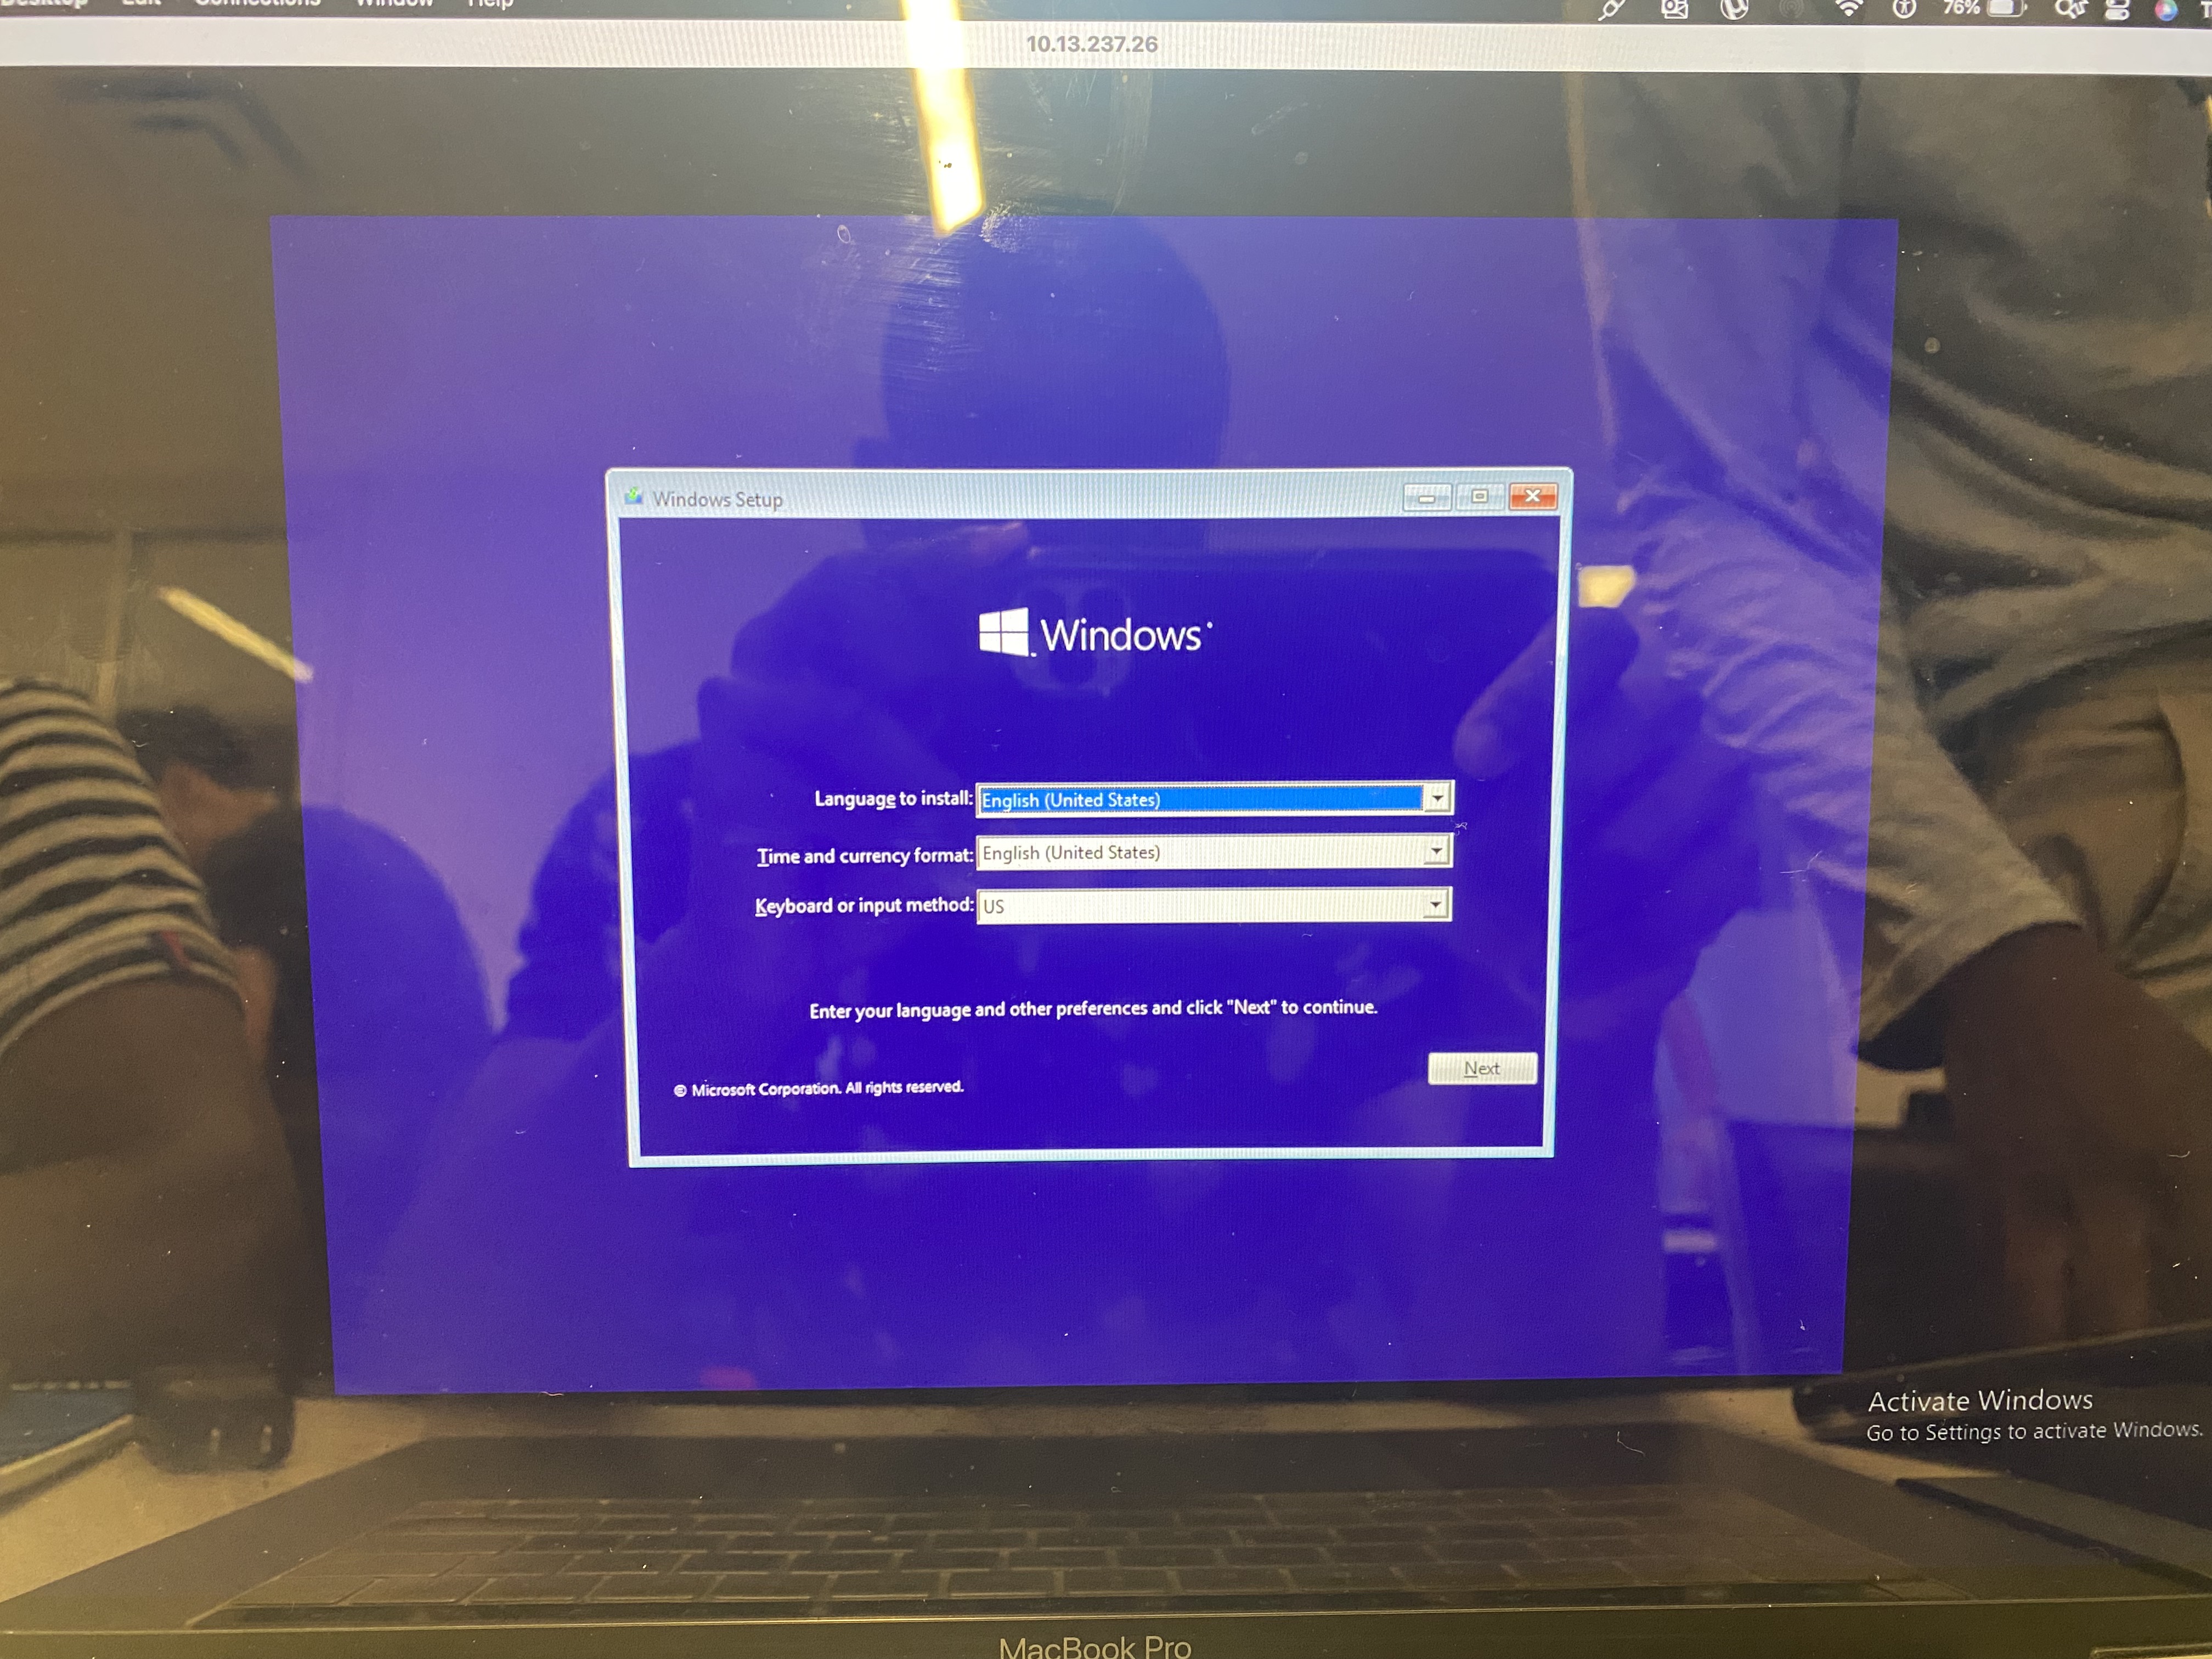 Desktop Edit Connections Window Help 76%
10.13.237.26
Windows Setup
Windows
Language to install: English (United States)
Time and currency format: English (United States)
Keyboard or input method: US
Enter your language and other preferences and click "Next" to continue.
Next
© Microsoft Corporation. All rights reserved.
Activate Windows
Go to Settings to activate Windows.
MacBook Pro